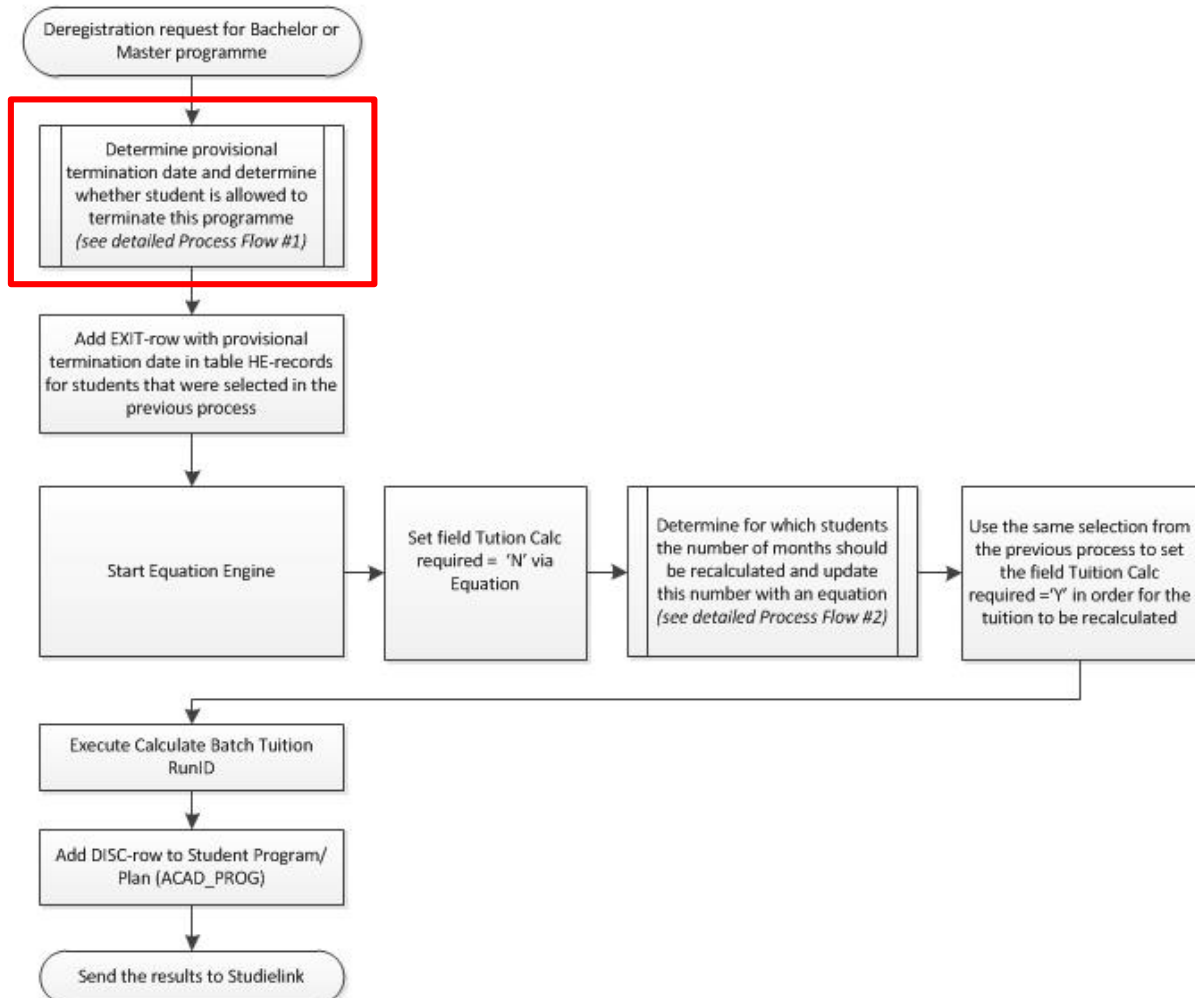 Deregistration request for Bachelor or
Master programme
Determine provisional
termination date and determine
whether student is allowed to
terminate this programme
(see detailed Process Flow #1)
Add EXIT-row with provisional
termination date in table HE-records
for students that were selected in the
previous process
Start Equation Engine
Set field Tution Calc
required = 'N' via
Equation
Determine for which students
the number of months should
be recalculated and update
this number with an equation
(see detailed Process Flow #2)
Use the same selection from
the previous process to set
the field Tuition Calc
required ='Y' in order for the
tuition to be recalculated
Execute Calculate Batch Tuition
RunID
Add DISC-row to Student Program/
Plan (ACAD_PROG)
Send the results to Studielink